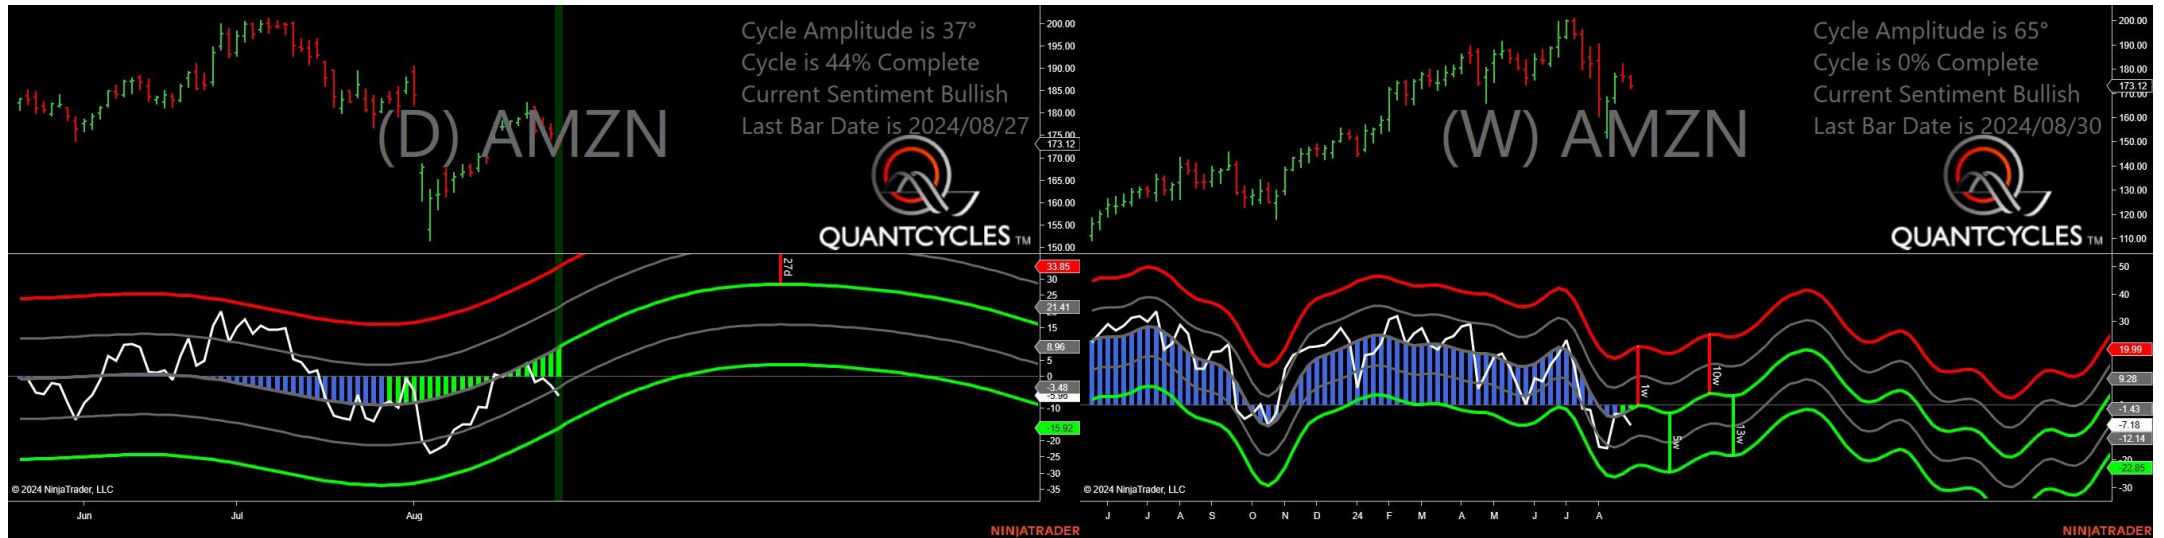 Cycle Amplitude is 37°
Cycle is 44% Complete
Current Sentiment Bullish
Last Bar Date is 2024/08/27
(D) AMZN
QUANTCYCLES TM
200.00
195.00
190.00
185.00
180.00
175.00
173.12
170.00
165.00
160.00
155.00
150.00
27d
33.85
30
25
21.41
15
8.96
5
0
-3.48
-5.96
-10
-15.92
-20
-25
-30
-35
© 2024 NinjaTrader, LLC
Jun Jul Aug
NINJATRADER
Cycle Amplitude is 65°
Cycle is 0% Complete
Current Sentiment Bullish
Last Bar Date is 2024/08/30
(W) AMZN
QUANTCYCLES TM
200.00
190.00
180.00
173.12
170.00
160.00
150.00
140.00
130.00
120.00
110.00
1w
5w
10w
13w
50
40
30
19.99
9.28
-1.43
-7.18
-12.14
-20
-22.85
-30
© 2024 NinjaTrader, LLC
J J A S O N D 24 F M A M J J A
NINJATRADER